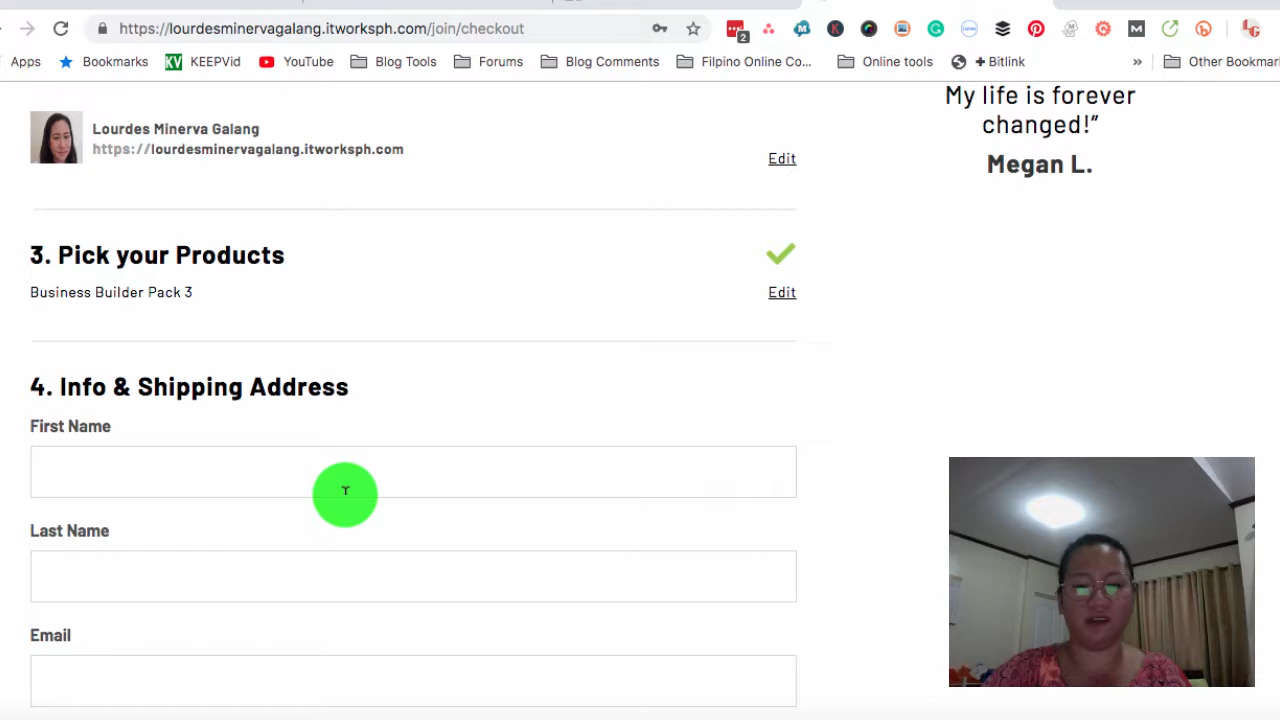 https://lourdesminervagalang.itworksph.com/join/checkout
2
Apps
Bookmarks
KV KEEPVid
YouTube
Blog Tools
Forums
Blog Comments
Filipino Online Co...
Online tools
+ Bitlink
»
Other Bookmar
My life is forever
changed!”
Megan L.
Lourdes Minerva Galang
https://lourdesminervagalang.itworksph.com
Edit
3. Pick your Products
Business Builder Pack 3
Edit
4. Info & Shipping Address
First Name
Last Name
Email